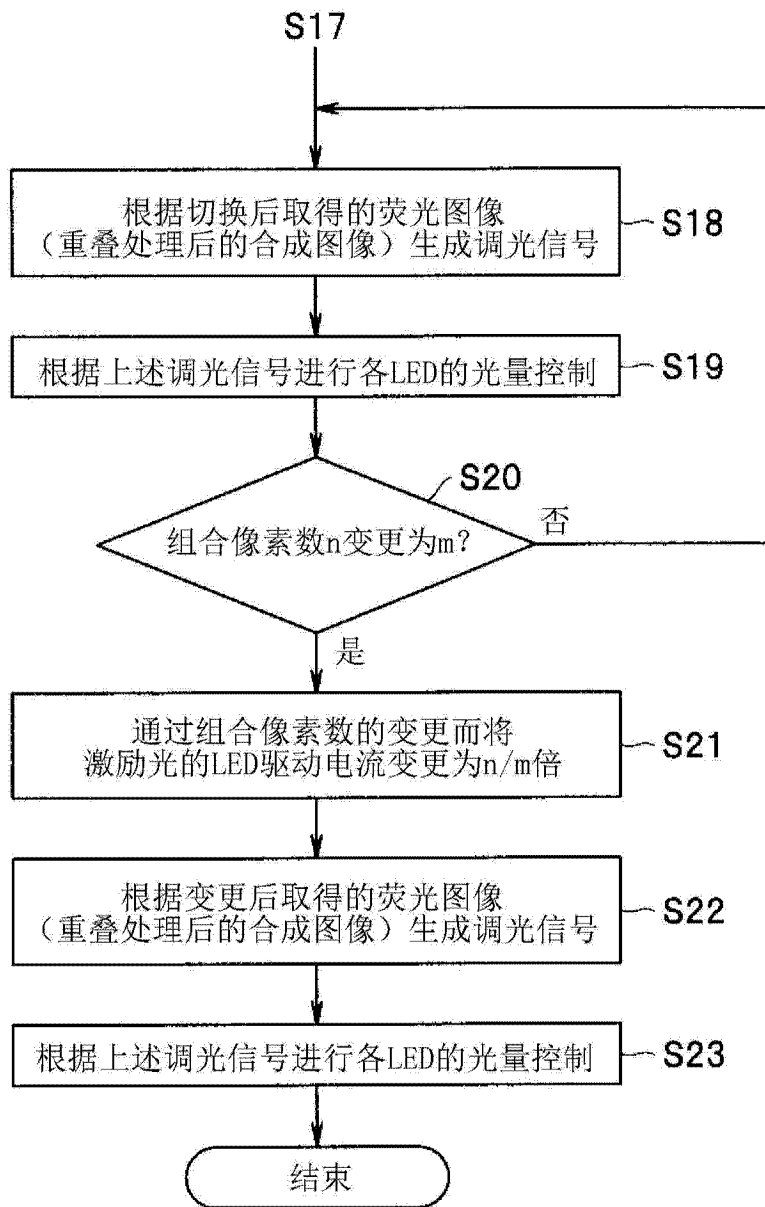 S17
根据切换后取得的荧光图像
（重叠处理后的合成图像）生成调光信号
S18
根据上述调光信号进行各LED的光量控制
S19
S20
组合像素数n变更为m？
否
是
通过组合像素数的变更而将
激励光的LED驱动电流变更为n/m倍
S21
根据变更后取得的荧光图像
（重叠处理后的合成图像）生成调光信号
S22
根据上述调光信号进行各LED的光量控制
S23
结束